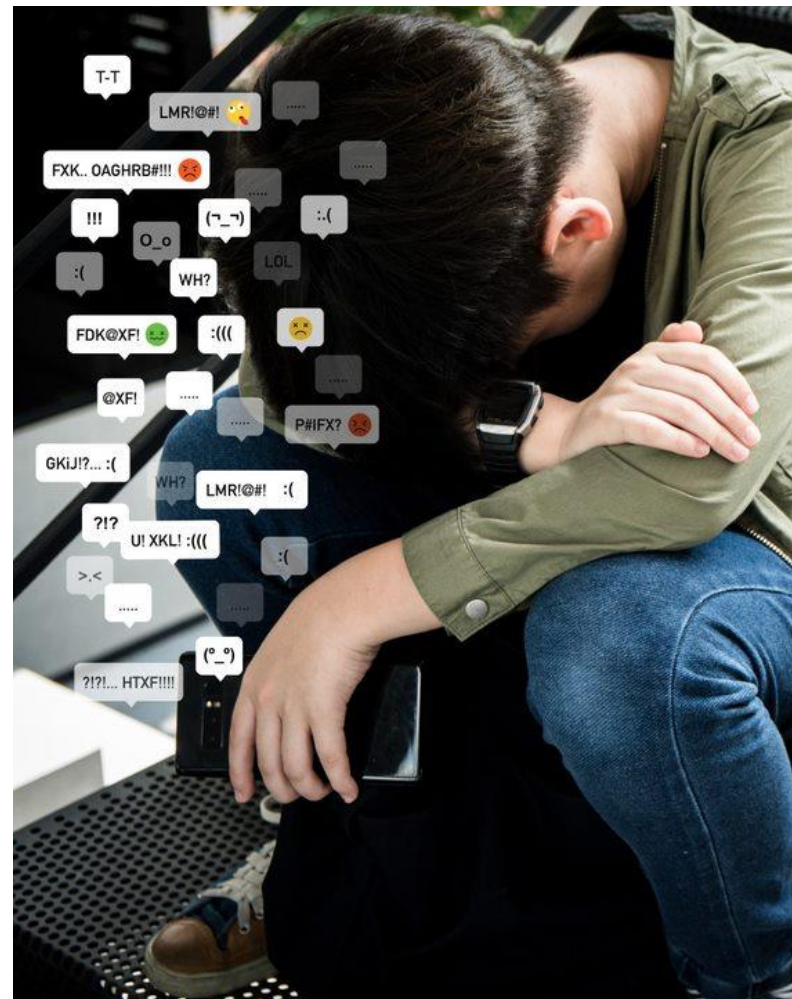 T-T
LMR!@#! 🤪
.....
.....
FXK.. OAGHRB#!!! 😡
.....
!!!
(¬_¬)
:.(
O_o
LOL
:(
WH?
FDK@XF! 🤢
:(((
😵
.....
@XF!
.....
.....
P#IFX? 😡
GKiJ!?... :(
WH?
LMR!@#! :(
?!?
U! XKL! :(((
:(
>.<
.....
.....
(°_°)
?!?!... HTXF!!!!